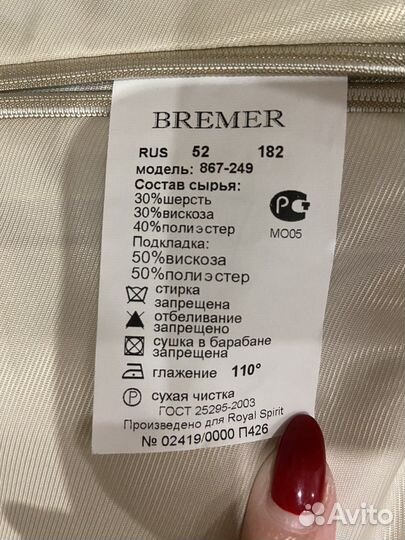 BREMER
RUS 52 182
модель: 867-249
Состав сырья:
30%шерсть
30%вискоза
40%полиэстер
РС
МО05
Подкладка:
50%вискоза
50%полиэстер
стирка
запрещена
отбеливание
запрещено
сушка в барабане
запрещена
глажение 110°
Р сухая чистка
ГОСТ 25295-2003
Произведено для Royal Spirit
№ 02419/0000 П426
Avito